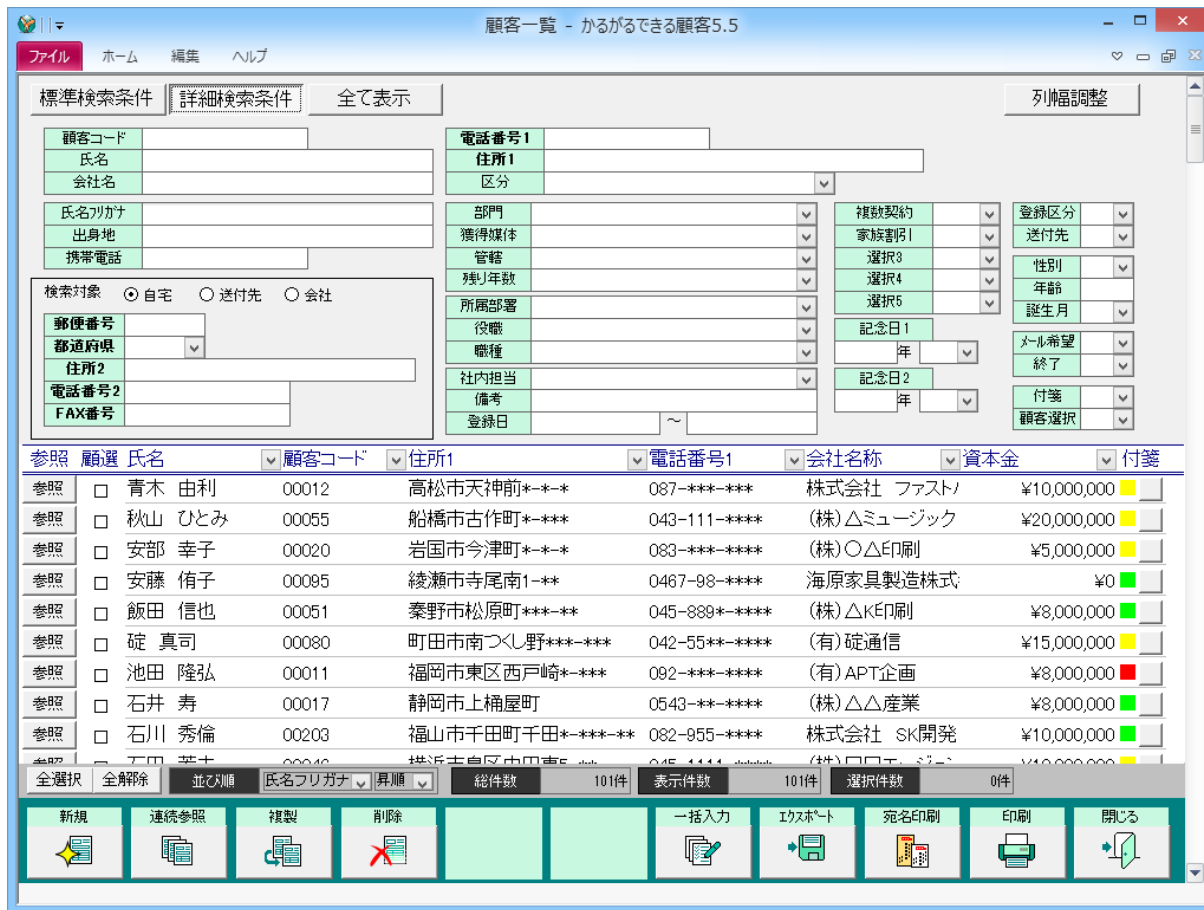 顧客一覧 - かるがるできる顧客5.5
ファイル ホーム 編集 ヘルプ
標準検索条件 詳細検索条件 全て表示 列幅調整
顧客コード 電話番号1
氏名 住所1
会社名 区分
氏名フリガナ 部門 複数契約 登録区分
出身地 獲得媒体 家族割引 送付先
携帯電話 管轄 選択3
残り年数 選択4 性別
検索対象 自宅 送付先 会社 所属部署 選択5 年齢
郵便番号 役職 記念日1 誕生月
都道府県 職種 年 メール希望
住所2 社内担当 記念日2 終了
電話番号2 備考 年 付箋
FAX番号 登録日 ～ 顧客選択
参照 顧選 氏名 顧客コード 住所1 電話番号1 会社名称 資本金 付箋
参照 青木 由利 00012 高松市天神前*-*-* 087-***-*** 株式会社 ファスト ¥10,000,000
参照 秋山 ひとみ 00055 船橋市古作町*-*** 043-111-**** (株)△ミュージック ¥20,000,000
参照 安部 幸子 00020 岩国市今津町*-*-* 083-***-**** (株)○△印刷 ¥5,000,000
参照 安藤 侑子 00095 綾瀬市寺尾南1-** 0467-98-**** 海原家具製造株式 ¥0
参照 飯田 信也 00051 秦野市松原町***-** 045-889*-**** (株)△K印刷 ¥8,000,000
参照 碇 真司 00080 町田市南つくし野***-*** 042-55**-**** (有)碇通信 ¥15,000,000
参照 池田 隆弘 00011 福岡市東区西戸崎*-*** 092-***-**** (有)APT企画 ¥8,000,000
参照 石井 寿 00017 静岡市上桶屋町 0543-**-**** (株)△△産業 ¥8,000,000
参照 石川 秀倫 00203 福山市千田町千田*-***-** 082-955-**** 株式会社 SK開発 ¥10,000,000
全選択 全解除 並び順 氏名フリガナ 昇順 総件数 101件 表示件数 101件 選択件数 0件
新規 連続参照 複製 削除 一括入力 エクスポート 宛名印刷 印刷 閉じる